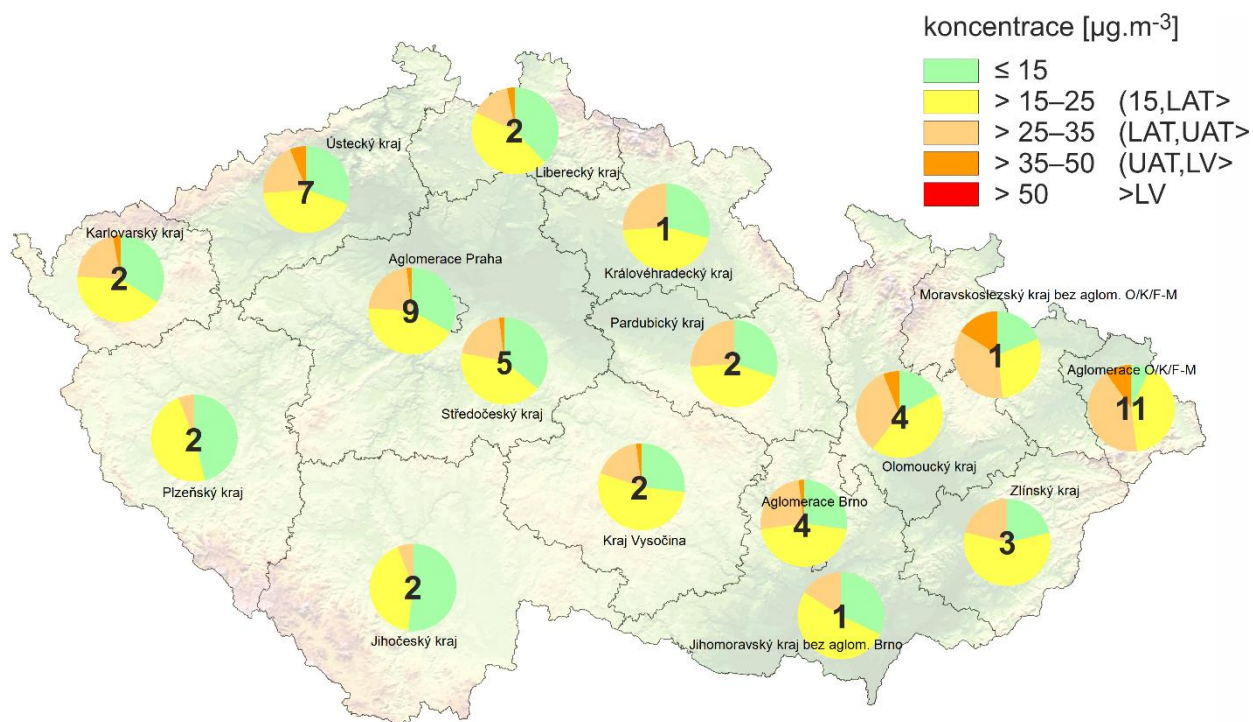 koncentrace [µg.m-3]
≤ 15
> 15–25 (15,LAT>
> 25–35 (LAT,UAT>
> 35–50 (UAT,LV>
> 50 >LV
2
Liberecký kraj
Ústecký kraj
7
1
Královéhradecký kraj
Karlovarský kraj
2
Aglomerace Praha
9
Moravskoslezský kraj bez aglom. O/K/F-M
1
Pardubický kraj
2
5
Středočeský kraj
Aglomerace O/K/F-M
11
4
Olomoucký kraj
2
Plzeňský kraj
2
Kraj Vysočina
Aglomerace Brno
4
Zlínský kraj
3
2
Jihočeský kraj
1
Jihomoravský kraj bez aglom. Brno